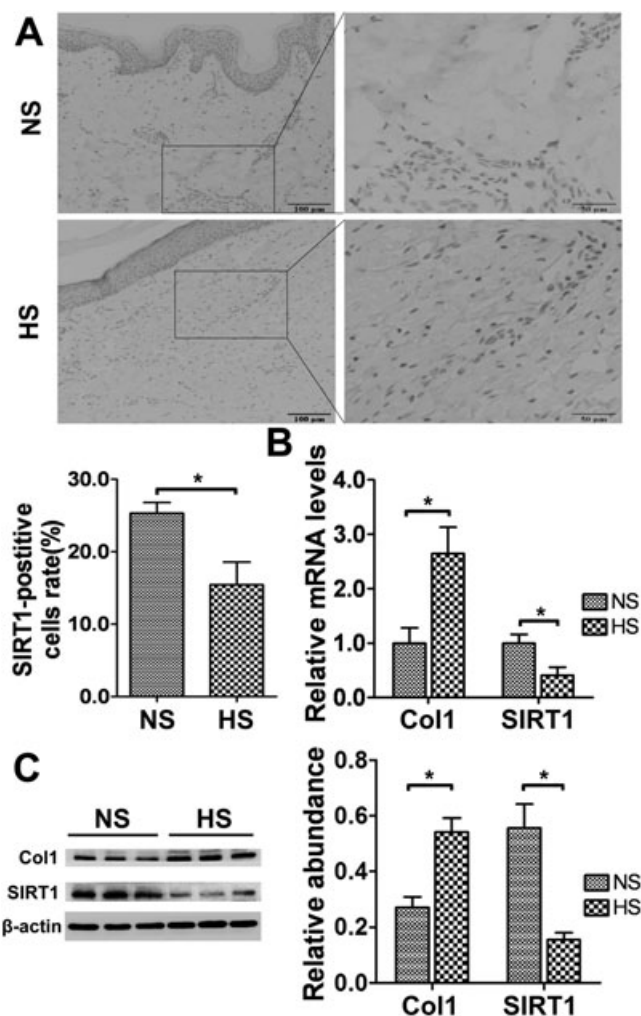 A
NS
100 μm
50 μm
HS
100 μm
50 μm
SIRT1-postitive
cells rate(%)
30.0
20.0
10.0
0.0
NS
HS
*
B
Relative mRNA levels
4.0
3.0
2.0
1.0
0.0
*
*
Col1
SIRT1
NS
HS
C
NS
HS
Col1
SIRT1
β-actin
Relative abundance
0.8
0.6
0.4
0.2
0.0
*
*
Col1
SIRT1
NS
HS